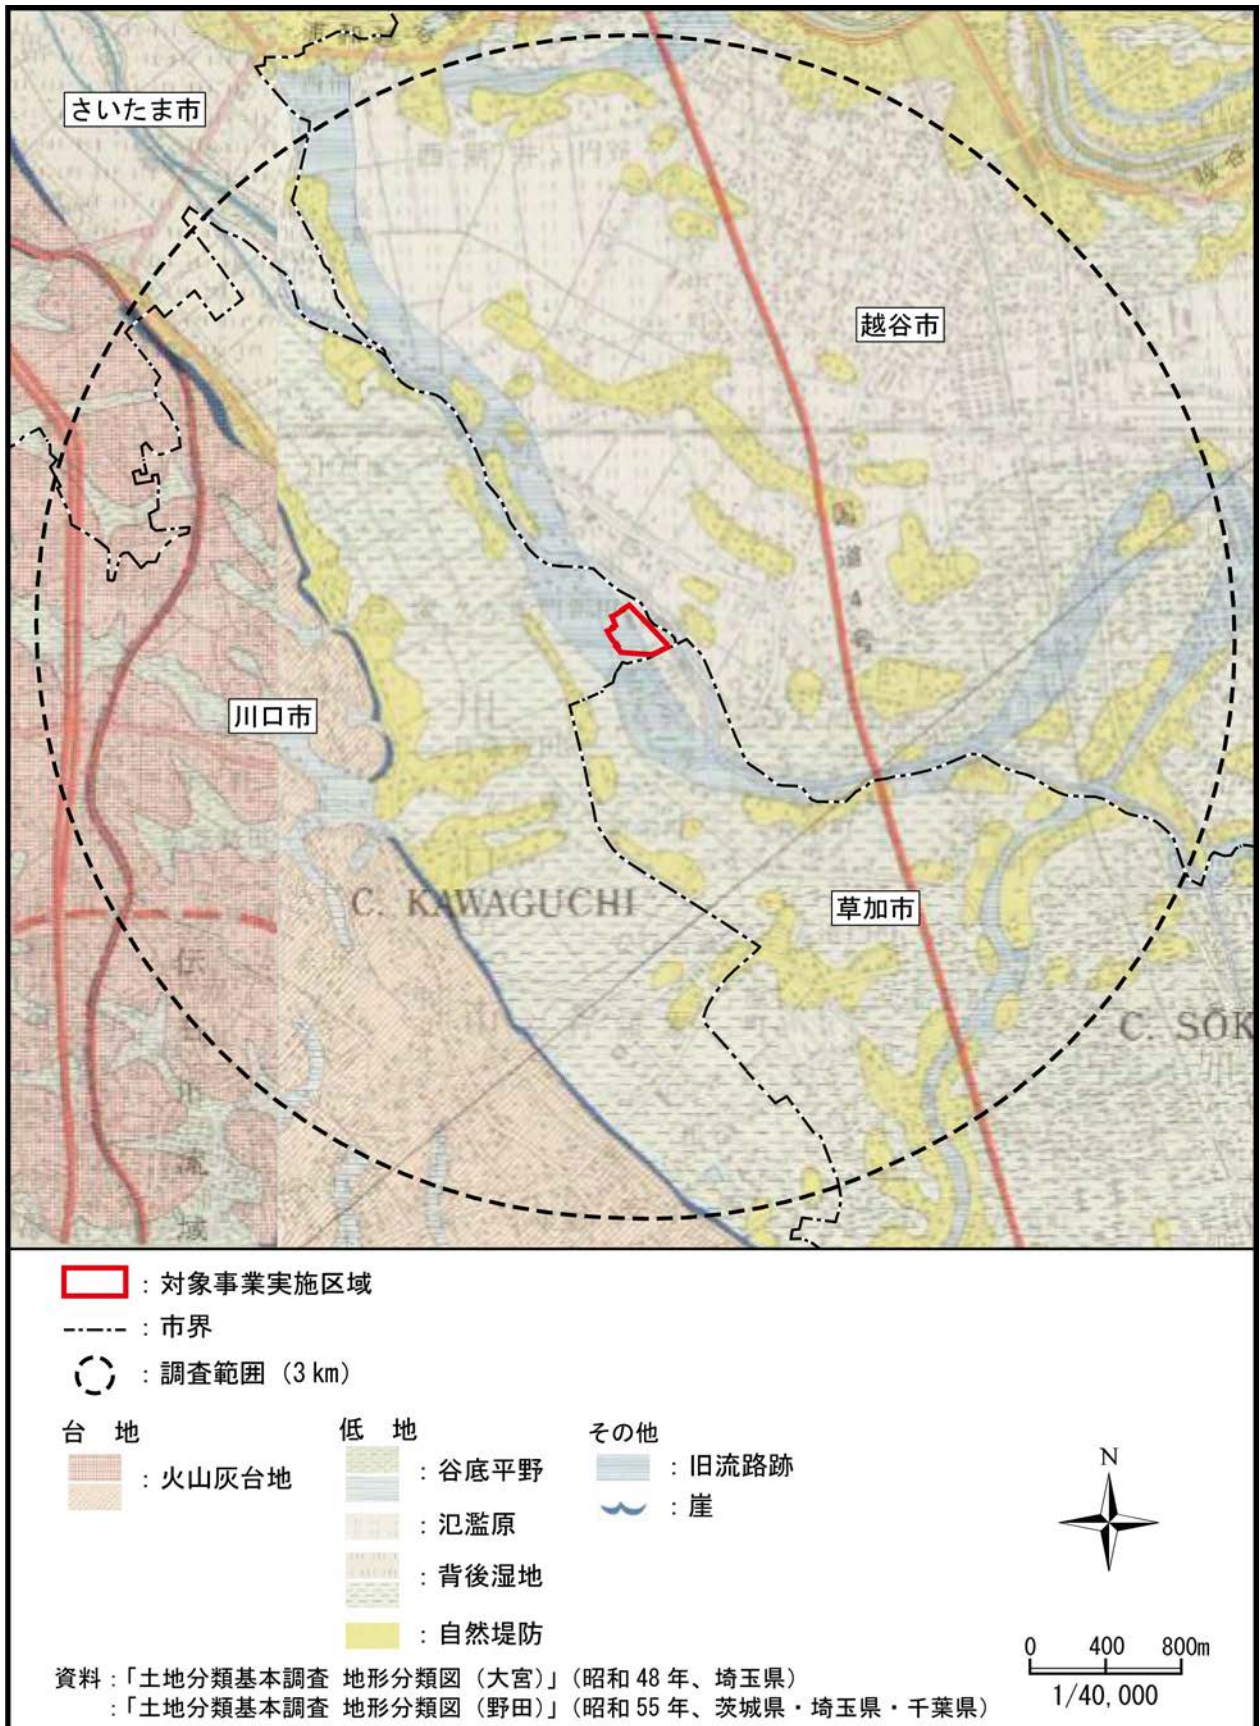 さいたま市
越谷市
国道4号
川口市
C. KAWAGUCHI
草加市
C. SŌK
伝
川
流
域
：対象事業実施区域
：市界
：調査範囲（3 km）
台　地
：火山灰台地
低　地
：谷底平野
：氾濫原
：背後湿地
：自然堤防
その他
：旧流路跡
：崖
N
0 400 800m
1/40,000
資料：「土地分類基本調査 地形分類図（大宮）」（昭和 48 年、埼玉県）
：「土地分類基本調査 地形分類図（野田）」（昭和 55 年、茨城県・埼玉県・千葉県）